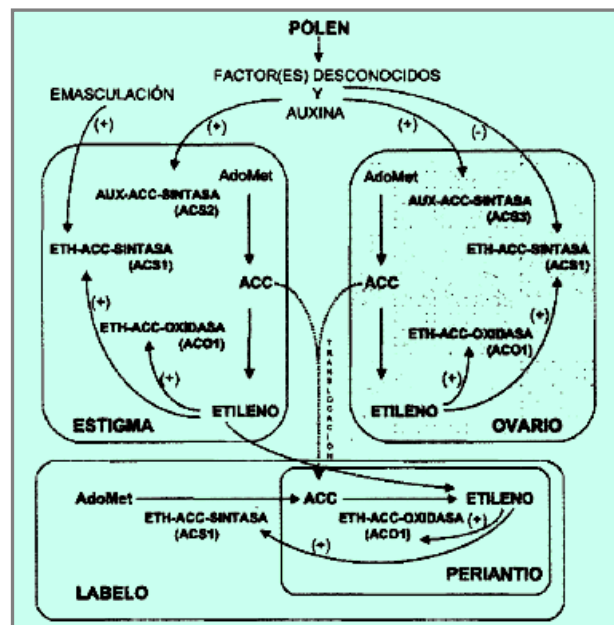 POLEN
FACTOR(ES) DESCONOCIDOS
Y
AUXINA
EMASCULACIÓN
(+)
(+)
(+)
(-)
AdoMet
AUX-ACC-SINTASA
(ACS2)
ETH-ACC-SINTASA
(ACS1)
ACC
(+)
ETH-ACC-OXIDASA
(ACO1)
(+)
ETILENO
ESTIGMA
AdoMet
AUX-ACC-SINTASA
(ACS3)
ETH-ACC-SINTASA
(ACS1)
ACC
ETH-ACC-OXIDASA
(ACO1)
(+)
(+)
ETILENO
OVARIO
TRANSLOCACION
AdoMet
ACC
ETILENO
ETH-ACC-SINTASA
(ACS1)
ETH-ACC-OXIDASA
(ACO1)
(+)
(+)
PERIANTIO
LABELO